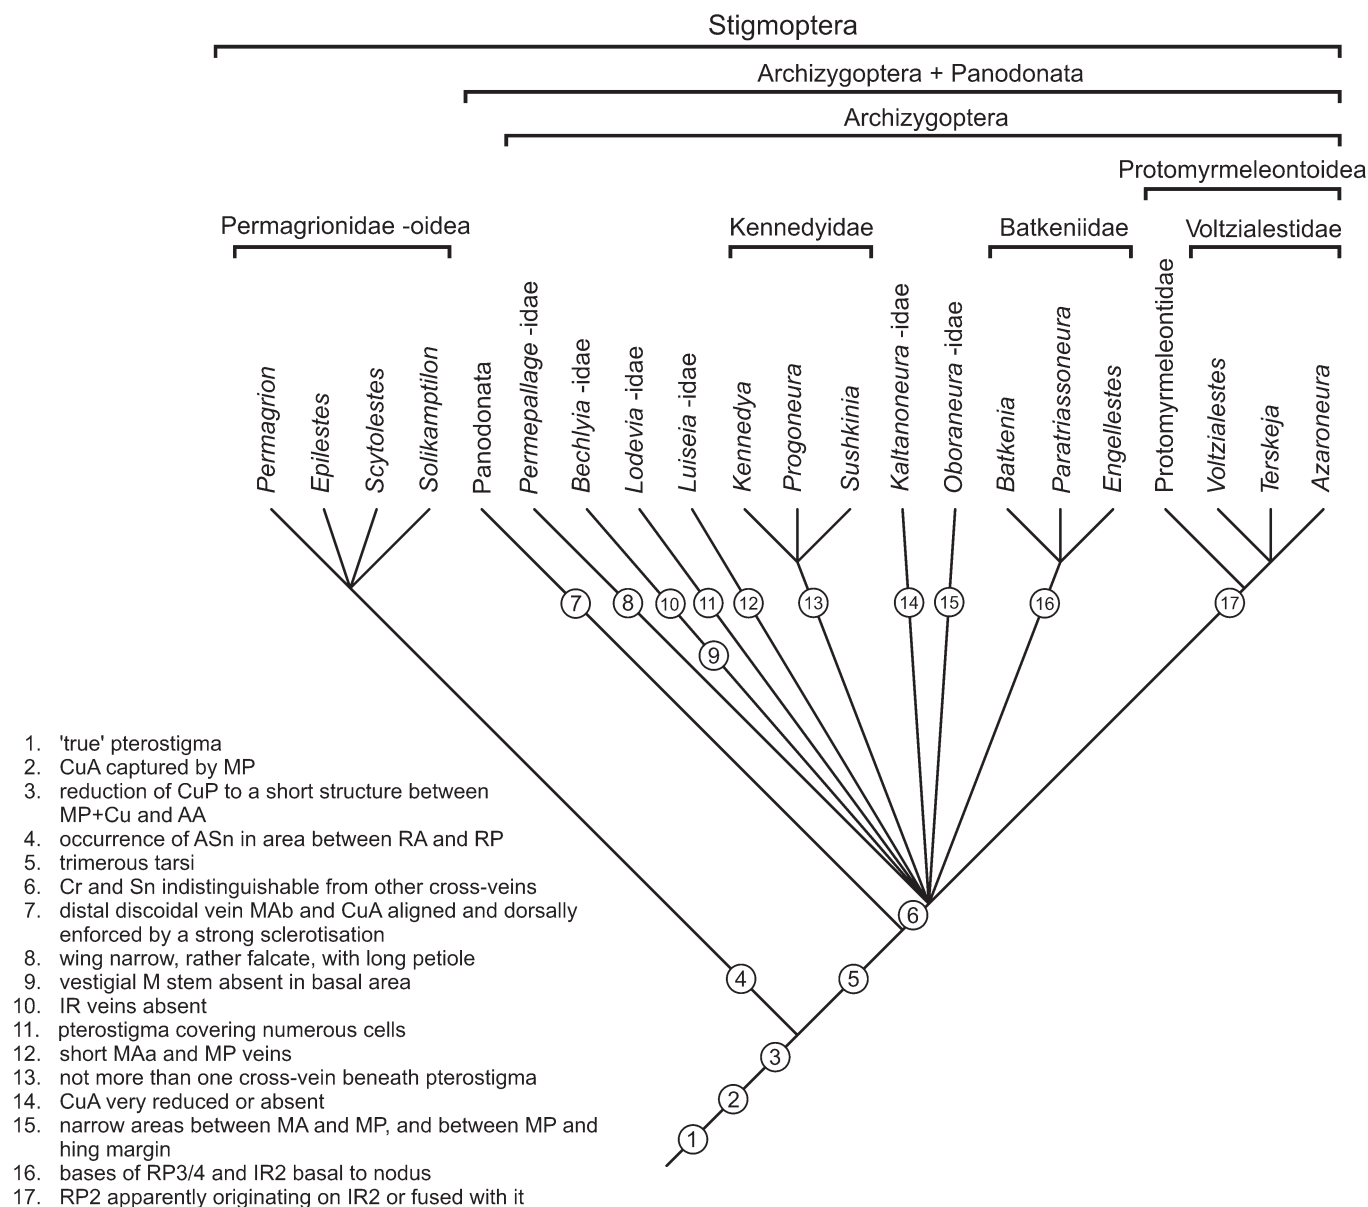 Stigmoptera
Archizygoptera + Panodonata
Archizygoptera
Protomyrmeleontoidea
Permagrionidae -oidea
Kennedyidae
Batkeniidae
Voltzialestidae
Permagrion
Epilestes
Scytolestes
Solikamptilon
Panodonata
Permepallage -idae
Bechlyia -idae
Lodevia -idae
Luiseia -idae
Kennedya
Progoneura
Sushkinia
Kaltanoneura -idae
Oboraneura -idae
Batkenia
Paratriassoneura
Engellestes
Protomymeleontidae
Voltzialestes
Terskeja
Azaroneura
7
8
10
11
12
13
14
15
16
17
9
6
4
5
3
2
1
1. 'true' pterostigma
2. CuA captured by MP
3. reduction of CuP to a short structure between
MP+Cu and AA
4. occurrence of ASn in area between RA and RP
5. trimerous tarsi
6. Cr and Sn indistinguishable from other cross-veins
7. distal discoidal vein MAb and CuA aligned and dorsally
enforced by a strong sclerotisation
8. wing narrow, rather falcate, with long petiole
9. vestigial M stem absent in basal area
10. IR veins absent
11. pterostigma covering numerous cells
12. short MAa and MP veins
13. not more than one cross-vein beneath pterostigma
14. CuA very reduced or absent
15. narrow areas between MA and MP, and between MP and
hing margin
16. bases of RP3/4 and IR2 basal to nodus
17. RP2 apparently originating on IR2 or fused with it